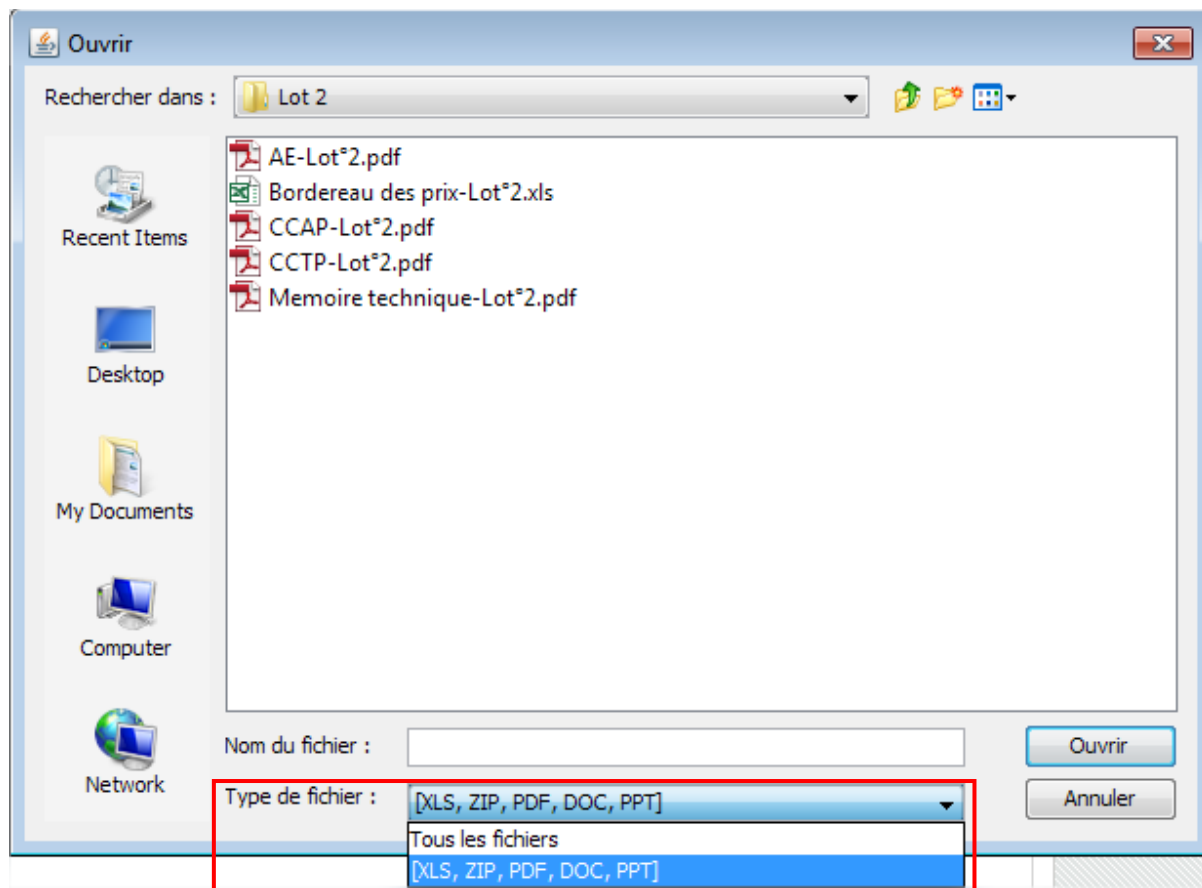 Ouvrir
Rechercher dans :
Lot 2
AE-Lot°2.pdf
Bordereau des prix-Lot°2.xls
CCAP-Lot°2.pdf
CCTP-Lot°2.pdf
Memoire technique-Lot°2.pdf
Recent Items
Desktop
My Documents
Computer
Network
Nom du fichier :
Ouvrir
Type de fichier :
[XLS, ZIP, PDF, DOC, PPT]
Annuler
Tous les fichiers
[XLS, ZIP, PDF, DOC, PPT]